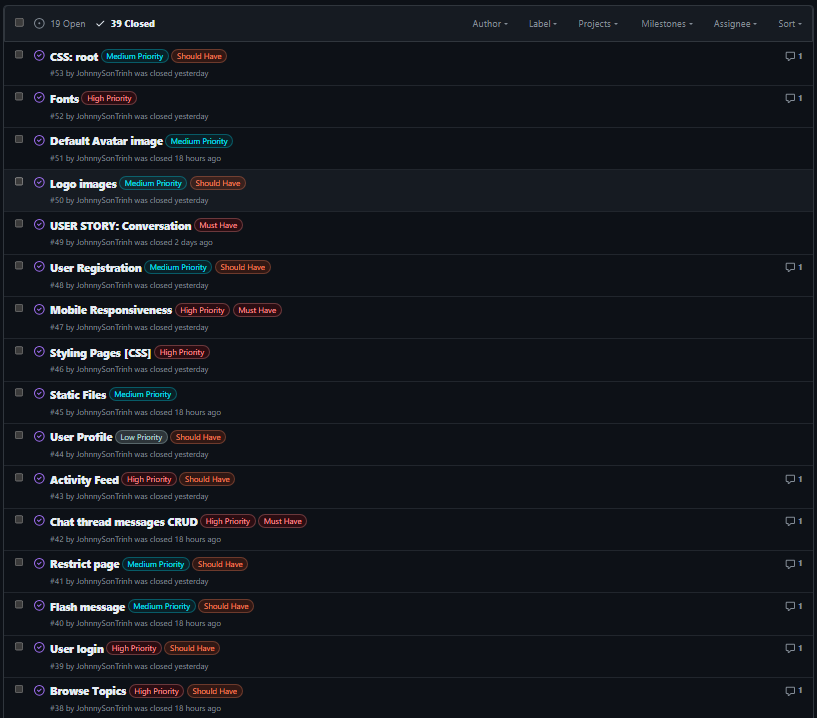 19 Open 39 Closed Author Label Projects Milestones Assignee Sort
CSS: root Medium Priority Should Have 1
#53 by JohnnySonTrinh was closed yesterday
Fonts High Priority 1
#52 by JohnnySonTrinh was closed yesterday
Default Avatar image Medium Priority
#51 by JohnnySonTrinh was closed 18 hours ago
Logo images Medium Priority Should Have
#50 by JohnnySonTrinh was closed yesterday
USER STORY: Conversation Must Have
#49 by JohnnySonTrinh was closed 2 days ago
User Registration Medium Priority Should Have 1
#48 by JohnnySonTrinh was closed yesterday
Mobile Responsiveness High Priority Must Have
#47 by JohnnySonTrinh was closed yesterday
Styling Pages [CSS] High Priority
#46 by JohnnySonTrinh was closed yesterday
Static Files Medium Priority
#45 by JohnnySonTrinh was closed 18 hours ago
User Profile Low Priority Should Have
#44 by JohnnySonTrinh was closed yesterday
Activity Feed High Priority Should Have 1
#43 by JohnnySonTrinh was closed yesterday
Chat thread messages CRUD High Priority Must Have 1
#42 by JohnnySonTrinh was closed 18 hours ago
Restrict page Medium Priority Should Have 1
#41 by JohnnySonTrinh was closed yesterday
Flash message Medium Priority Should Have 1
#40 by JohnnySonTrinh was closed 18 hours ago
User login High Priority Should Have 1
#39 by JohnnySonTrinh was closed yesterday
Browse Topics High Priority Should Have 1
#38 by JohnnySonTrinh was closed 18 hours ago